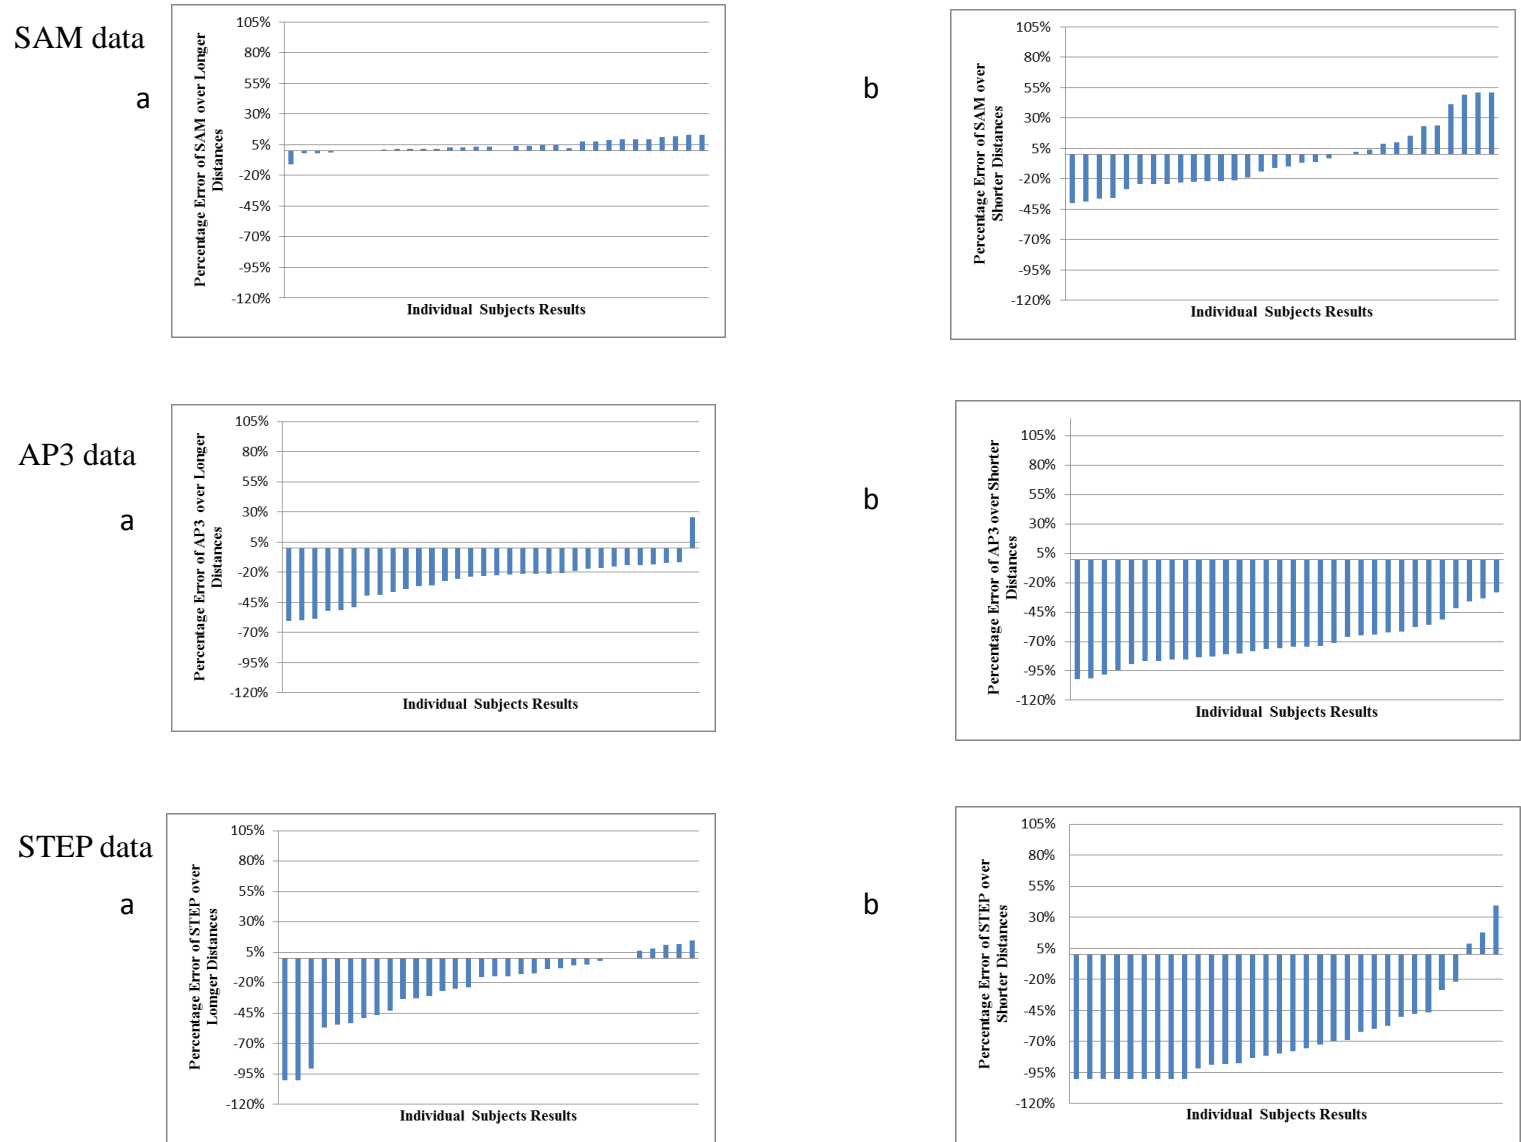 SAM data
a
105%
80%
55%
30%
5%
-20%
-45%
-70%
-95%
-120%
Percentage Error of SAM over Longer
Distances
Individual Subjects Results
b
105%
80%
55%
30%
5%
-20%
-45%
-70%
-95%
-120%
Percentage Error of SAM over
Shorter Distances
Individual Subjects Results
AP3 data
a
105%
80%
55%
30%
5%
-20%
-45%
-70%
-95%
-120%
Percentage Error of AP3 over Longer
Distances
Individual Subjects Results
b
105%
80%
55%
30%
5%
-20%
-45%
-70%
-95%
-120%
Percentage Error of AP3 over Shorter
Distances
Individual Subjects Results
STEP data
a
105%
80%
55%
30%
5%
-20%
-45%
-70%
-95%
-120%
Percentage Error of STEP over
Lomger Distances
Individual Subjects Results
b
105%
80%
55%
30%
5%
-20%
-45%
-70%
-95%
-120%
Percentage Error of STEP over
Shorter Distances
Individual Subjects Results